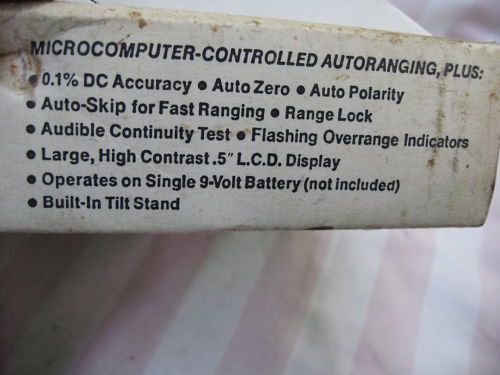 MICROCOMPUTER-CONTROLLED AUTORANGING, PLUS:
● 0.1% DC Accuracy ● Auto Zero ● Auto Polarity
● Auto-Skip for Fast Ranging ● Range Lock
● Audible Continuity Test ● Flashing Overrange Indicators
● Large, High Contrast .5" L.C.D. Display
● Operates on Single 9-Volt Battery (not included)
● Built-In Tilt Stand